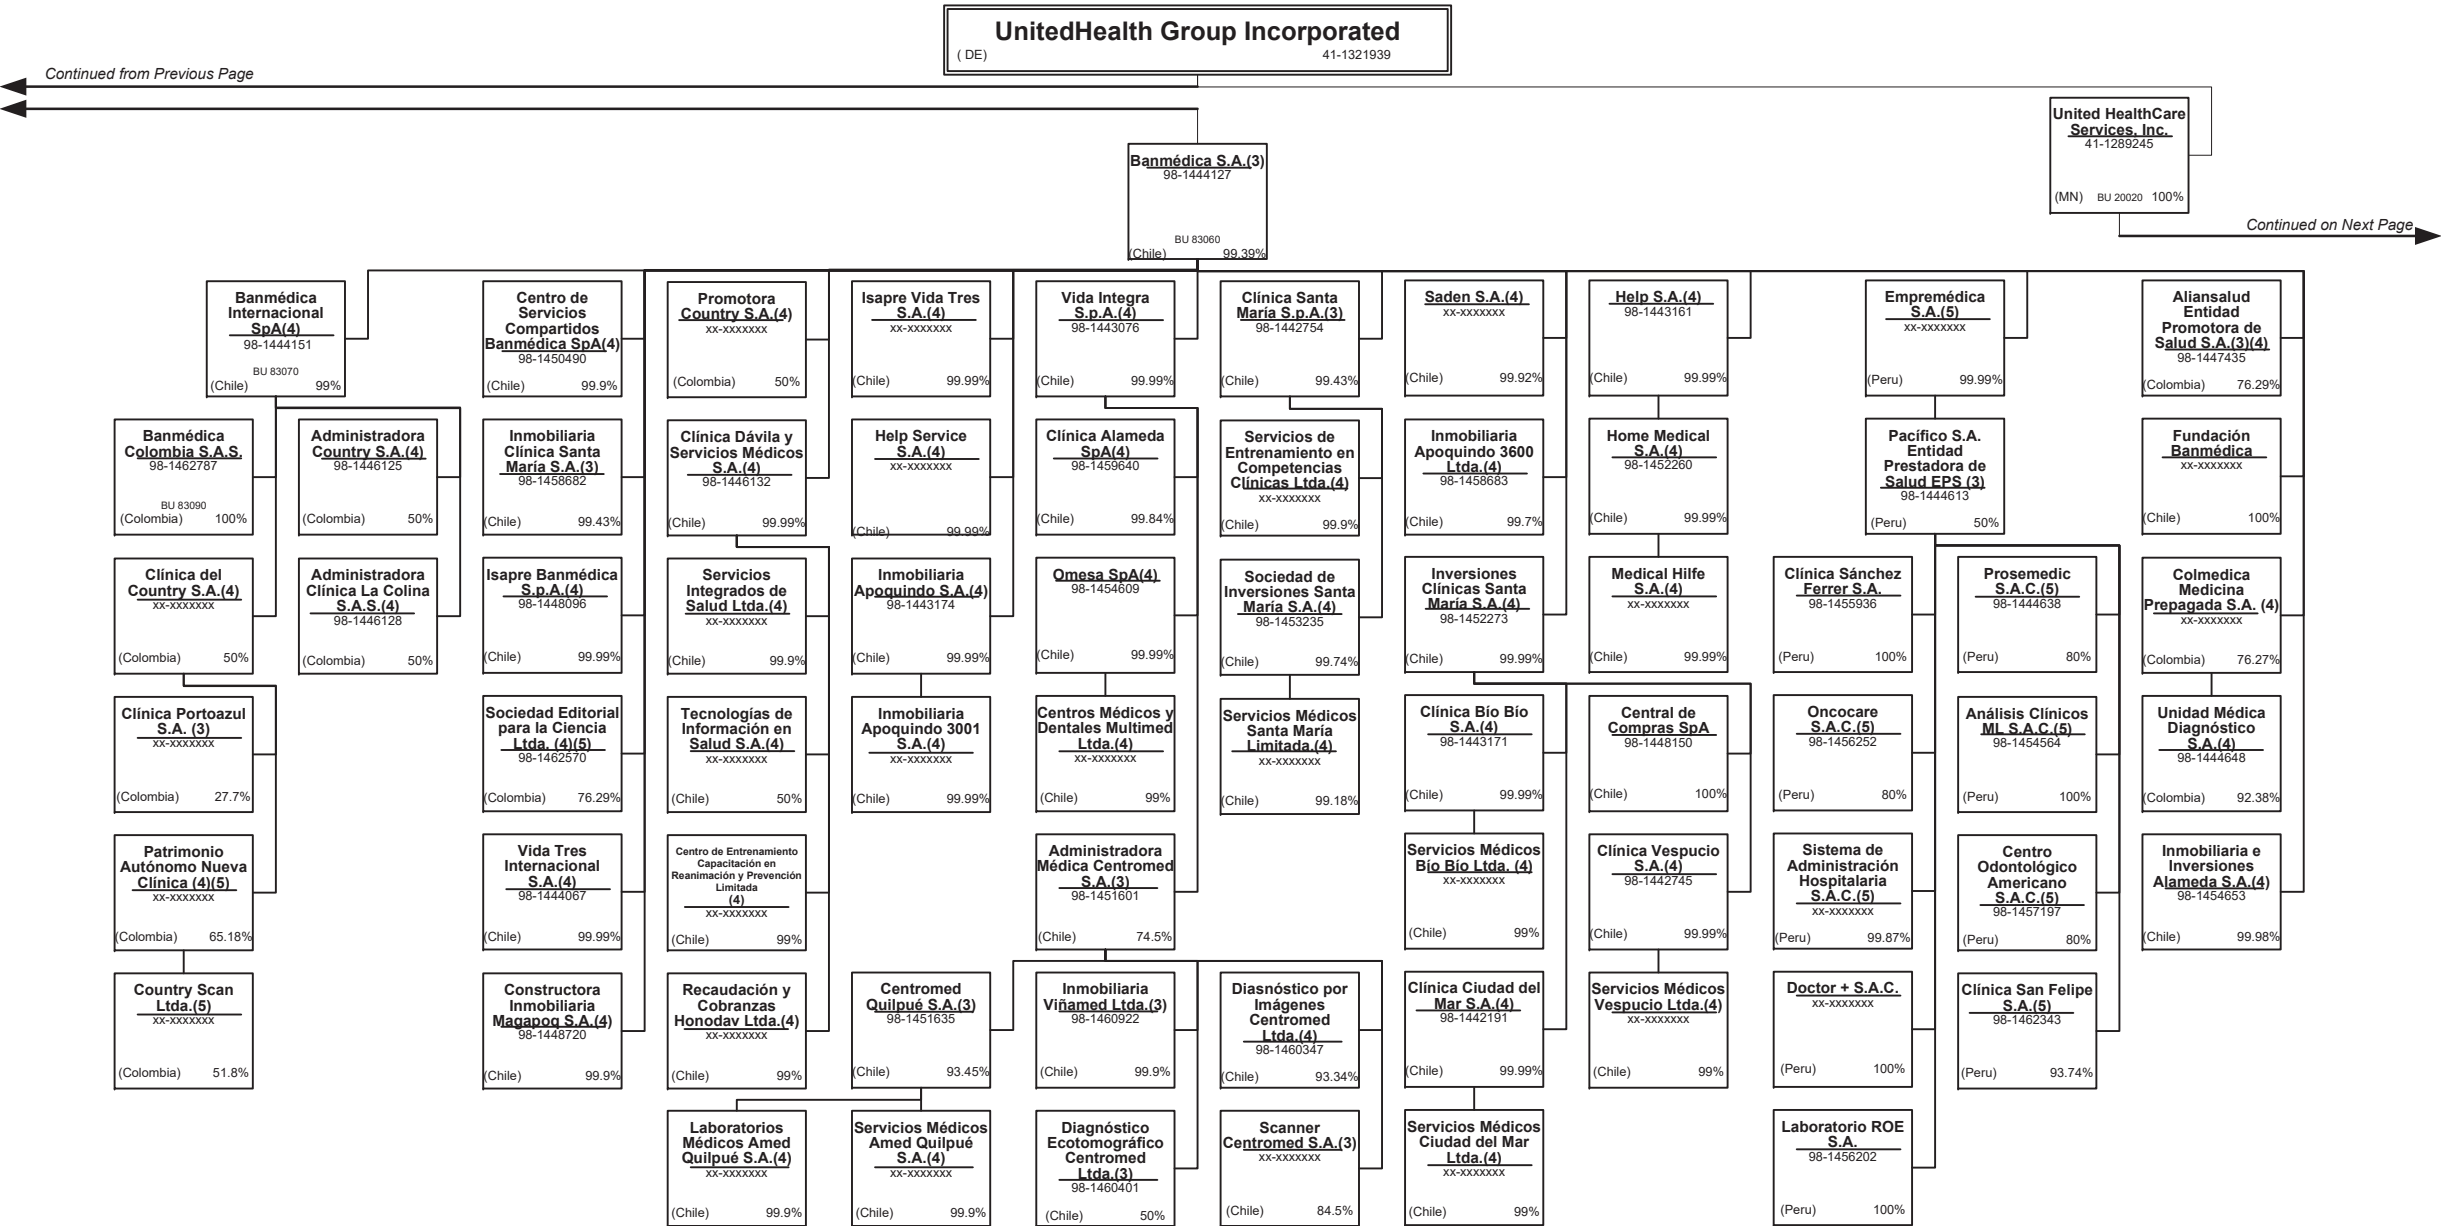 UnitedHealth Group Incorporated
( DE) 41-1321939
Continued from Previous Page
United HealthCare
Services, Inc.
41-1289245
(MN) BU 20020 100%
Continued on Next Page
Banmédica S.A.(3)
98-1444127
BU 83060
(Chile) 99.39%
Banmédica
Internacional
SpA(4)
98-1444151
BU 83070
(Chile) 99%
Centro de
Servicios
Compartidos
Banmédica SpA(4)
98-1450490
(Chile) 99.9%
Promotora
Country S.A.(4)
xx-xxxxxxx
(Colombia) 50%
Isapre Vida Tres
S.A.(4)
xx-xxxxxxx
(Chile) 99.99%
Vida Integra
S.p.A.(4)
98-1443076
(Chile) 99.99%
Clínica Santa
María S.p.A.(3)
98-1442754
(Chile) 99.43%
Saden S.A.(4)
xx-xxxxxxx
(Chile) 99.92%
Help S.A.(4)
98-1443161
(Chile) 99.99%
Empremédica
S.A.(5)
xx-xxxxxxx
(Peru) 99.99%
Aliansalud
Entidad
Promotora de
Salud S.A.(3)(4)
98-1447435
(Colombia) 76.29%
Banmédica
Colombia S.A.S.
98-1462787
BU 83090
(Colombia) 100%
Administradora
Country S.A.(4)
98-1446125
(Colombia) 50%
Inmobiliaria
Clínica Santa
María S.A.(3)
98-1458682
(Chile) 99.43%
Clínica Dávila y
Servicios Médicos
S.A.(4)
98-1446132
(Chile) 99.99%
Help Service
S.A.(4)
xx-xxxxxxx
(Chile) 99.99%
Clínica Alameda
SpA(4)
98-1459640
(Chile) 99.84%
Servicios de
Entrenamiento en
Competencias
Clínicas Ltda.(4)
xx-xxxxxxx
(Chile) 99.9%
Inmobiliaria
Apoquindo 3600
Ltda.(4)
98-1458683
(Chile) 99.7%
Home Medical
S.A.(4)
98-1452260
(Chile) 99.99%
Pacífico S.A.
Entidad
Prestadora de
Salud EPS (3)
98-1444613
(Peru) 50%
Fundación
Banmédica
xx-xxxxxxx
(Chile) 100%
Clínica del
Country S.A.(4)
xx-xxxxxxx
(Colombia) 50%
Administradora
Clínica La Colina
S.A.S.(4)
98-1446128
(Colombia) 50%
Isapre Banmédica
S.p.A.(4)
98-1448096
(Chile) 99.99%
Servicios
Integrados de
Salud Ltda.(4)
xx-xxxxxxx
(Chile) 99.9%
Inmobiliaria
Apoquindo S.A.(4)
98-1443174
(Chile) 99.99%
Omesa SpA(4)
98-1454609
(Chile) 99.99%
Sociedad de
Inversiones Santa
María S.A.(4)
98-1453235
(Chile) 99.74%
Inversiones
Clínicas Santa
María S.A.(4)
98-1452273
(Chile) 99.99%
Medical Hilfe
S.A.(4)
xx-xxxxxxx
(Chile) 99.99%
Clínica Sánchez
Ferrer S.A.
98-1455936
(Peru) 100%
Prosemedic
S.A.C.(5)
98-1444638
(Peru) 80%
Colmedica
Medicina
Prepagada S.A. (4)
xx-xxxxxxx
(Colombia) 76.27%
Clínica Portoazul
S.A. (3)
xx-xxxxxxx
(Colombia) 27.7%
Sociedad Editorial
para la Ciencia
Ltda. (4)(5)
98-1462570
(Colombia) 76.29%
Tecnologías de
Información en
Salud S.A.(4)
xx-xxxxxxx
(Chile) 50%
Inmobiliaria
Apoquindo 3001
S.A.(4)
xx-xxxxxxx
(Chile) 99.99%
Centros Médicos y
Dentales Multimed
Ltda.(4)
xx-xxxxxxx
(Chile) 99%
Servicios Médicos
Santa María
Limitada.(4)
xx-xxxxxxx
(Chile) 99.18%
Clínica Bío Bío
S.A.(4)
98-1443171
(Chile) 99.99%
Central de
Compras SpA
98-1448150
(Chile) 100%
Oncocare
S.A.C.(5)
98-1456252
(Peru) 80%
Análisis Clínicos
ML S.A.C.(5)
98-1454564
(Peru) 100%
Unidad Médica
Diagnóstico
S.A.(4)
98-1444648
(Colombia) 92.38%
Patrimonio
Autónomo Nueva
Clínica (4)(5)
xx-xxxxxxx
(Colombia) 65.18%
Vida Tres
Internacional
S.A.(4)
98-1444067
(Chile) 99.99%
Centro de Entrenamiento
Capacitación en
Reanimación y Prevención
Limitada
(4)
xx-xxxxxxx
(Chile) 99%
Administradora
Médica Centromed
S.A.(3)
98-1451601
(Chile) 74.5%
Servicios Médicos
Bío Bío Ltda. (4)
xx-xxxxxxx
(Chile) 99%
Clínica Vespucio
S.A.(4)
98-1442745
(Chile) 99.99%
Sistema de
Administración
Hospitalaria
S.A.C.(5)
xx-xxxxxxx
(Peru) 99.87%
Centro
Odontológico
Americano
S.A.C.(5)
98-1457197
(Peru) 80%
Inmobiliaria e
Inversiones
Alameda S.A.(4)
98-1454653
(Chile) 99.98%
Country Scan
Ltda.(5)
xx-xxxxxxx
(Colombia) 51.8%
Constructora
Inmobiliaria
Magapoq S.A.(4)
98-1448720
(Chile) 99.9%
Recaudación y
Cobranzas
Honodav Ltda.(4)
xx-xxxxxxx
(Chile) 99%
Centromed
Quilpué S.A.(3)
98-1451635
(Chile) 93.45%
Inmobiliaria
Viñamed Ltda.(3)
98-1460922
(Chile) 99.9%
Diasnóstico por
Imágenes
Centromed
Ltda.(4)
98-1460347
(Chile) 93.34%
Clínica Ciudad del
Mar S.A.(4)
98-1442191
(Chile) 99.99%
Servicios Médicos
Vespucio Ltda.(4)
xx-xxxxxxx
(Chile) 99%
Doctor + S.A.C.
xx-xxxxxxx
(Peru) 100%
Clínica San Felipe
S.A.(5)
98-1462343
(Peru) 93.74%
Laboratorios
Médicos Amed
Quilpué S.A.(4)
xx-xxxxxxx
(Chile) 99.9%
Servicios Médicos
Amed Quilpué
S.A.(4)
xx-xxxxxxx
(Chile) 99.9%
Diagnóstico
Ecotomográfico
Centromed
Ltda.(3)
98-1460401
(Chile) 50%
Scanner
Centromed S.A.(3)
xx-xxxxxxx
(Chile) 84.5%
Servicios Médicos
Ciudad del Mar
Ltda.(4)
xx-xxxxxxx
(Chile) 99%
Laboratorio ROE
S.A.
98-1456202
(Peru) 100%